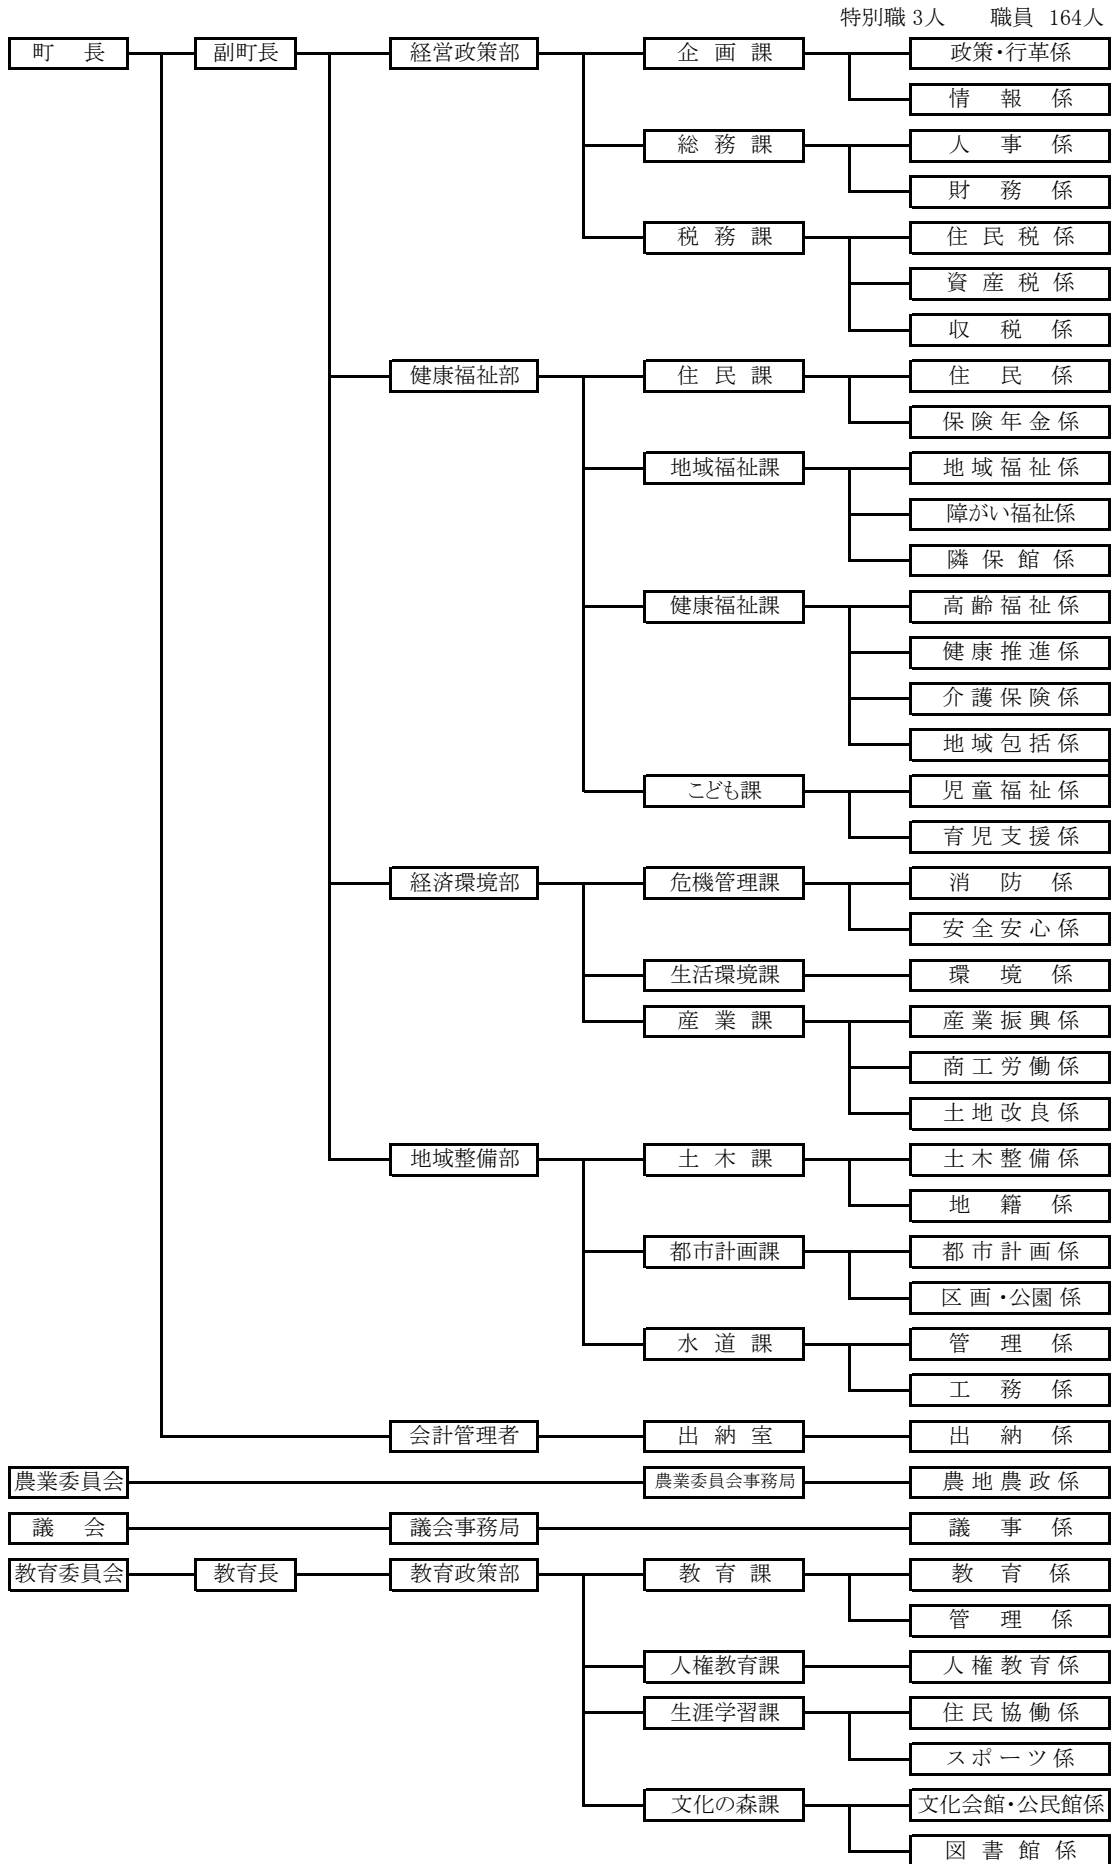 特別職 3人 職員 164人
町長 副町長 経営政策部 企画課 政策・行革係
情報係
総務課 人事係
財務係
税務課 住民税係
資産税係
収税係
健康福祉部 住民課 住民係
保険年金係
地域福祉課 地域福祉係
障がい福祉係
隣保館係
健康福祉課 高齢福祉係
健康推進係
介護保険係
地域包括係
こども課 児童福祉係
育児支援係
経済環境部 危機管理課 消防係
安全安心係
生活環境課 環境係
産業課 産業振興係
商工労働係
土地改良係
地域整備部 土木課 土木整備係
地籍係
都市計画課 都市計画係
区画・公園係
水道課 管理係
工務係
会計管理者 出納室 出納係
農業委員会 農業委員会事務局 農地農政係
議会 議会事務局 議事係
教育委員会 教育長 教育政策部 教育課 教育係
管理係
人権教育課 人権教育係
生涯学習課 住民協働係
スポーツ係
文化の森課 文化会館・公民館係
図書館係